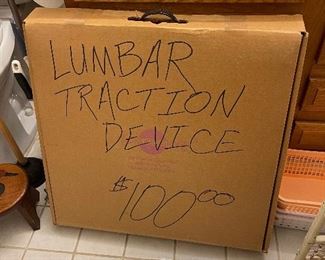 LUMBAR
TRACTION
DEVICE
$100.00